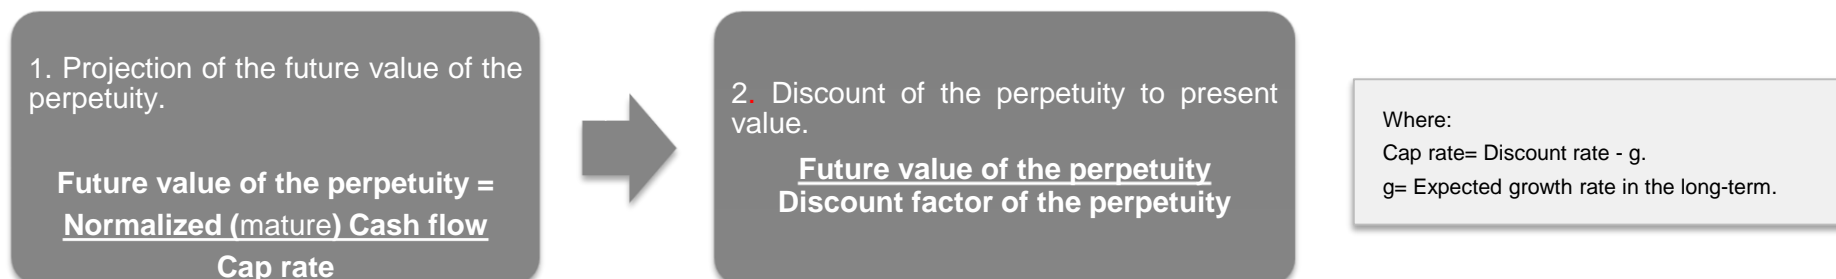 1. Projection of the future value of the
perpetuity.
Future value of the perpetuity =
Normalized (mature) Cash flow
Cap rate
2. Discount of the perpetuity to present
value.
Future value of the perpetuity
Discount factor of the perpetuity
Where:
Cap rate= Discount rate - g.
g= Expected growth rate in the long-term.